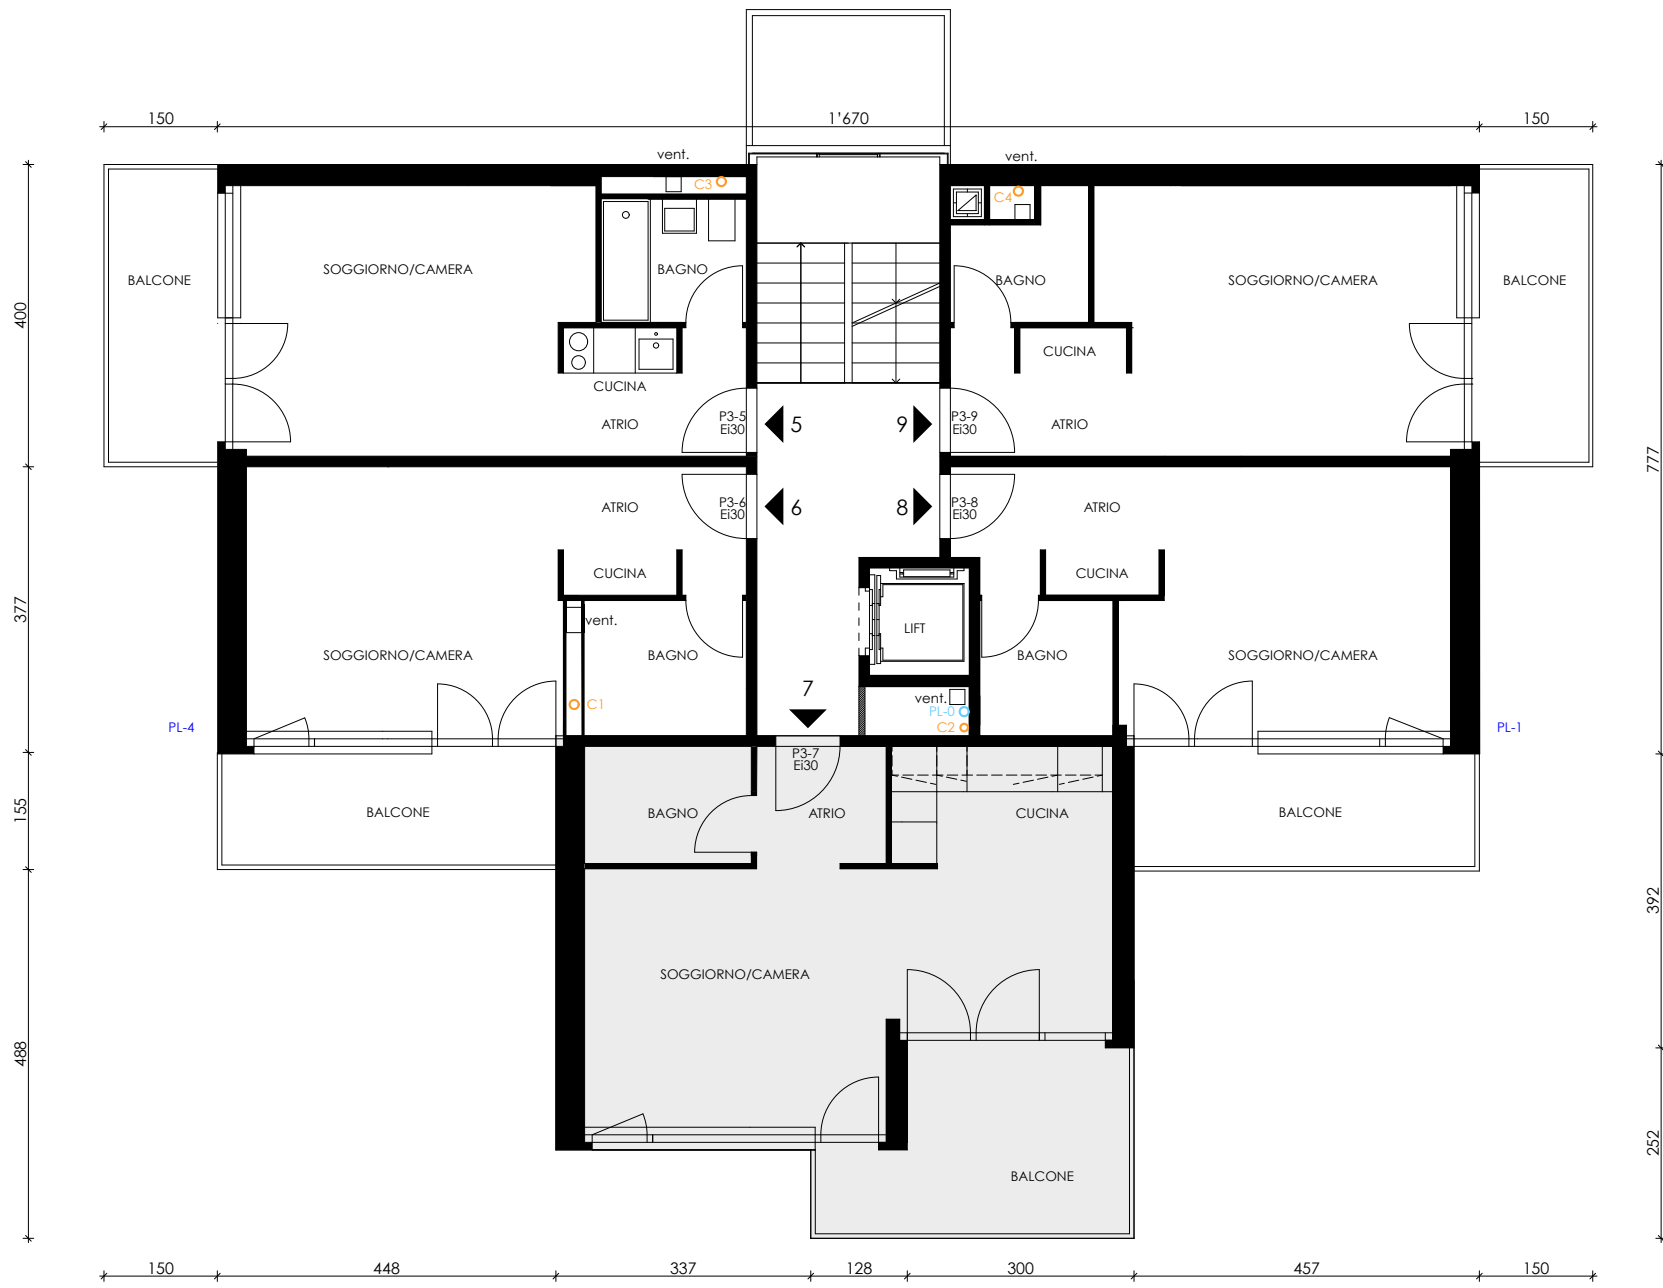 150
1'670
150
vent.
vent.
C3
C4
BAGNO
SOGGIORNO/CAMERA
BALCONE
BAGNO
SOGGIORNO/CAMERA
BALCONE
400
CUCINA
CUCINA
ATRIO
P3-5
Ei30
5
9
P3-9
Ei30
ATRIO
777
ATRIO
P3-6
Ei30
6
8
P3-8
Ei30
ATRIO
CUCINA
CUCINA
377
vent.
LIFT
SOGGIORNO/CAMERA
BAGNO
BAGNO
SOGGIORNO/CAMERA
7
vent.
C1
PL-0
C2
PL-4
PL-1
P3-7
Ei30
155
BALCONE
BAGNO
ATRIO
CUCINA
BALCONE
392
SOGGIORNO/CAMERA
488
252
BALCONE
150
448
337
128
300
457
150